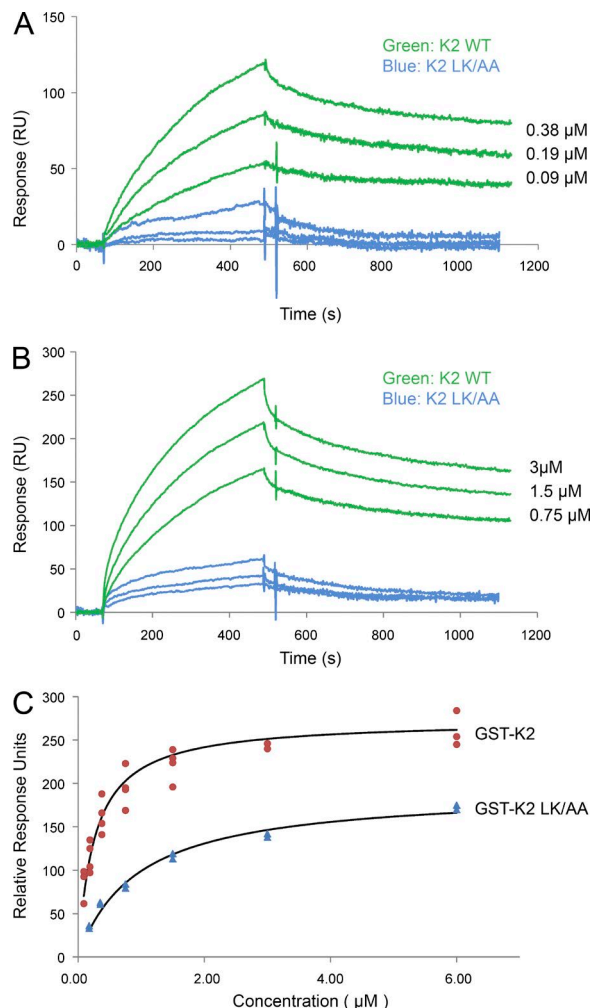 A
150
100
50
0
Response (RU)
Green: K2 WT
Blue: K2 LK/AA
0.38 µM
0.19 µM
0.09 µM
0 200 400 600 800 1000 1200
Time (s)
B
300
250
200
150
100
50
0
Response (RU)
Green: K2 WT
Blue: K2 LK/AA
3µM
1.5 µM
0.75 µM
0 200 400 600 800 1000 1200
Time (s)
C
300
250
200
150
100
50
0
Relative Response Units
GST-K2
GST-K2 LK/AA
0.00 2.00 4.00 6.00
Concentration ( µM)